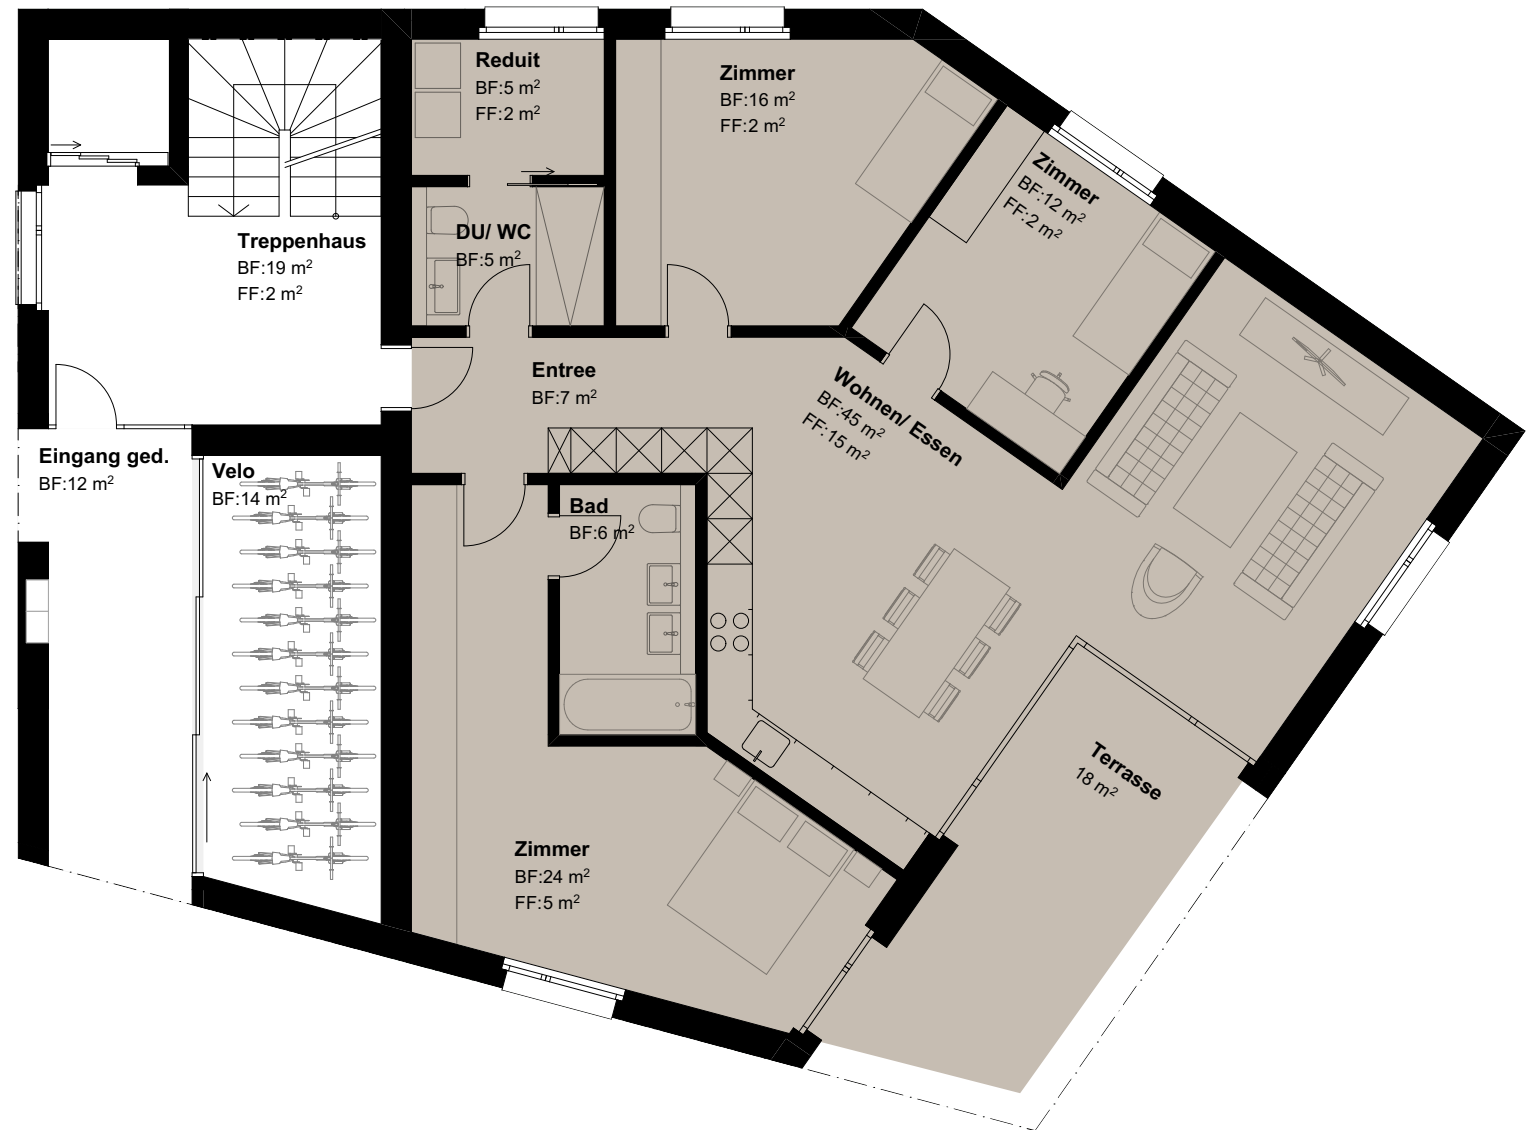 Reduit
BF:5 m²
FF:2 m²
Zimmer
BF:16 m²
FF:2 m²
Zimmer
BF:12 m²
FF:2 m²
Treppenhaus
BF:19 m²
FF:2 m²
DU/ WC
BF:5 m²
Entree
BF:7 m²
Wohnen/ Essen
BF:45 m²
FF:15 m²
Eingang ged.
BF:12 m²
Velo
BF:14 m²
Bad
BF:6 m²
Terrasse
18 m²
Zimmer
BF:24 m²
FF:5 m²